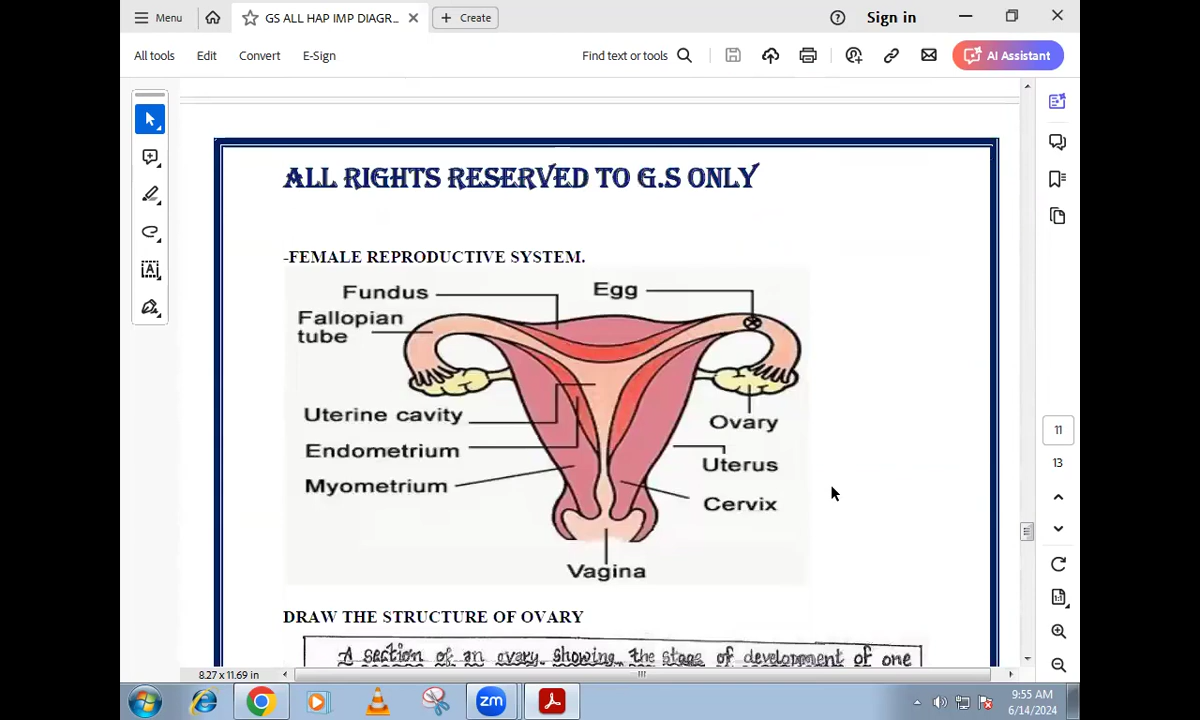 Menu
GS ALL HAP IMP DIAGR...
Create
Sign in
All tools
Edit
Convert
E-Sign
Find text or tools
AI Assistant
ALL RIGHTS RESERVED TO G.S ONLY
-FEMALE REPRODUCTIVE SYSTEM.
Fundus
Egg
Fallopian
tube
Uterine cavity
Ovary
Endometrium
Uterus
Myometrium
Cervix
Vagina
DRAW THE STRUCTURE OF OVARY
A section of an ovary showing the stage of development of one
11
13
8.27 x 11.69 in
zm
9:55 AM
6/14/2024